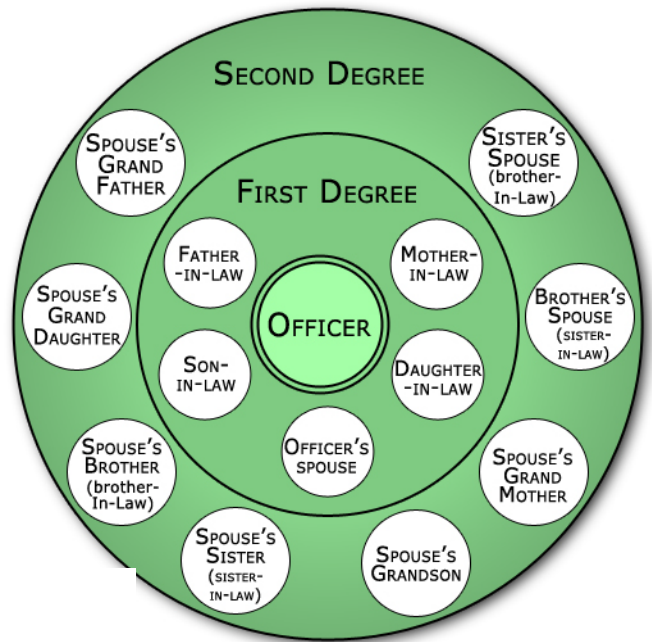 SECOND DEGREE
SPOUSE'S
GRAND
FATHER
SISTER'S
SPOUSE
(brother-
In-Law)
FIRST DEGREE
FATHER
-IN-LAW
MOTHER-
IN-LAW
SPOUSE'S
GRAND
DAUGHTER
OFFICER
BROTHER'S
SPOUSE
(SISTER-
IN-LAW)
SON-
IN-LAW
DAUGHTER
-IN-LAW
SPOUSE'S
BROTHER
(brother-
In-Law)
OFFICER'S
SPOUSE
SPOUSE'S
GRAND
MOTHER
SPOUSE'S
SISTER
(SISTER-
IN-LAW)
SPOUSE'S
GRANDSON